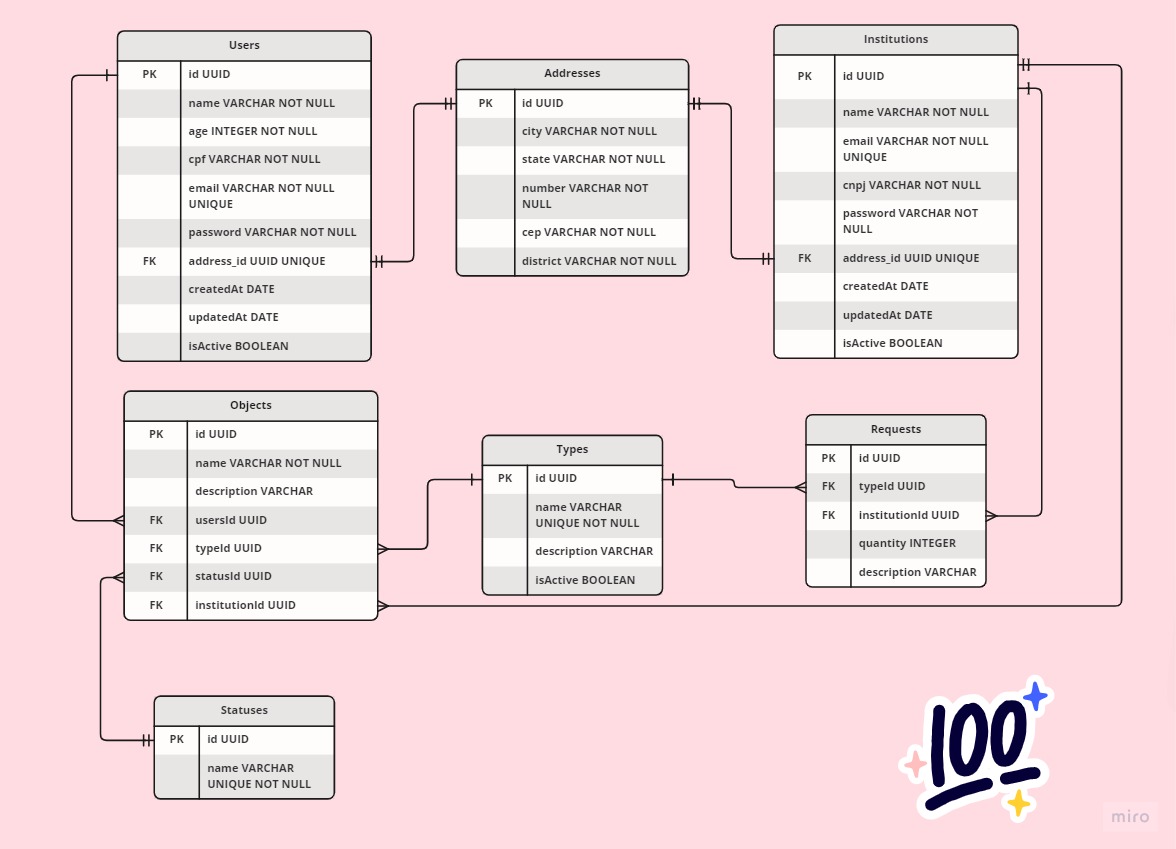 Users
PK id UUID
name VARCHAR NOT NULL
age INTEGER NOT NULL
cpf VARCHAR NOT NULL
email VARCHAR NOT NULL
UNIQUE
password VARCHAR NOT NULL
FK address_id UUID UNIQUE
createdAt DATE
updatedAt DATE
isActive BOOLEAN
Addresses
PK id UUID
city VARCHAR NOT NULL
state VARCHAR NOT NULL
number VARCHAR NOT
NULL
cep VARCHAR NOT NULL
district VARCHAR NOT NULL
Institutions
PK id UUID
name VARCHAR NOT NULL
email VARCHAR NOT NULL
UNIQUE
cnpj VARCHAR NOT NULL
password VARCHAR NOT
NULL
FK address_id UUID UNIQUE
createdAt DATE
updatedAt DATE
isActive BOOLEAN
Objects
PK id UUID
name VARCHAR NOT NULL
description VARCHAR
FK usersId UUID
FK typeId UUID
FK statusId UUID
FK institutionId UUID
Types
PK id UUID
name VARCHAR
UNIQUE NOT NULL
description VARCHAR
isActive BOOLEAN
Requests
PK id UUID
FK typeId UUID
FK institutionId UUID
quantity INTEGER
description VARCHAR
Statuses
PK id UUID
name VARCHAR
UNIQUE NOT NULL
100
miro